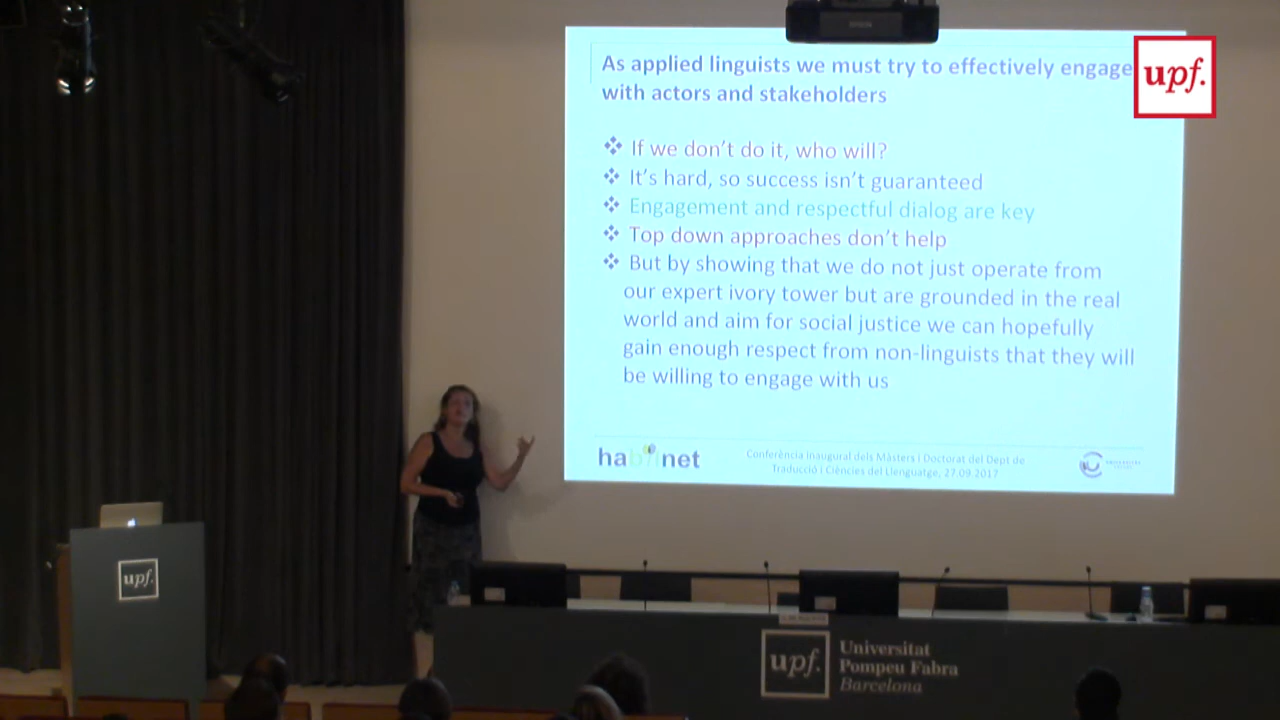 EPSON
As applied linguists we must try to effectively engage
with actors and stakeholders
upf.
If we don't do it, who will?
It's hard, so success isn't guaranteed
Engagement and respectful dialog are key
Top down approaches don't help
But by showing that we do not just operate from
our expert ivory tower but are grounded in the real
world and aim for social justice we can hopefully
gain enough respect from non-linguists that they will
be willing to engage with us
habitnet
Conferència inaugural dels Màsters i Doctorat del Dept de
Traducció i Ciències del Llenguatge, 27.09.2017
upf.
upf.
Universitat
Pompeu Fabra
Barcelona